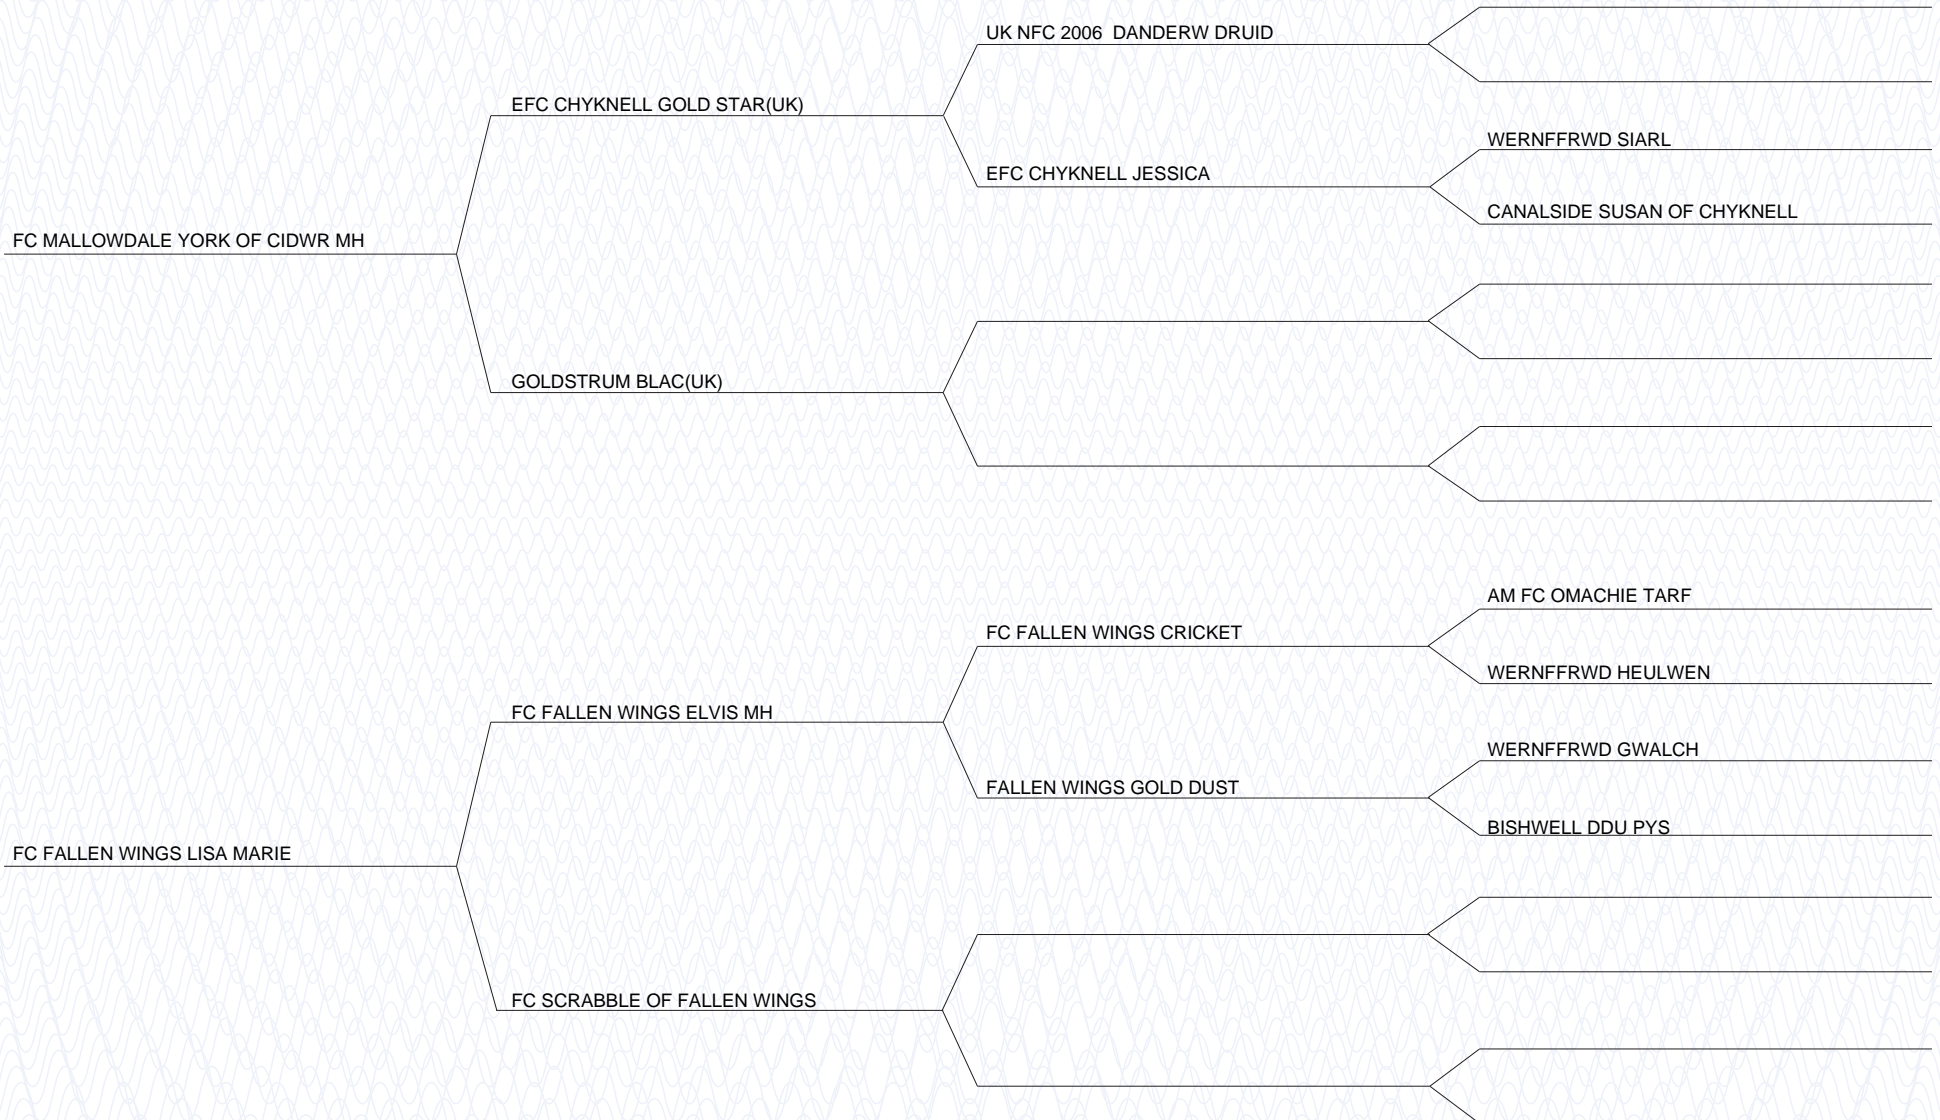 UK NFC 2006  DANDERW DRUID
EFC CHYKNELL GOLD STAR(UK)
WERNFFRWD SIARL
EFC CHYKNELL JESSICA
CANALSIDE SUSAN OF CHYKNELL
FC MALLOWDALE YORK OF CIDWR MH
GOLDSTRUM BLAC(UK)
AM FC OMACHIE TARF
FC FALLEN WINGS CRICKET
WERNFFRWD HEULWEN
FC FALLEN WINGS ELVIS MH
WERNFFRWD GWALCH
FALLEN WINGS GOLD DUST
BISHWELL DDU PYS
FC FALLEN WINGS LISA MARIE
FC SCRABBLE OF FALLEN WINGS